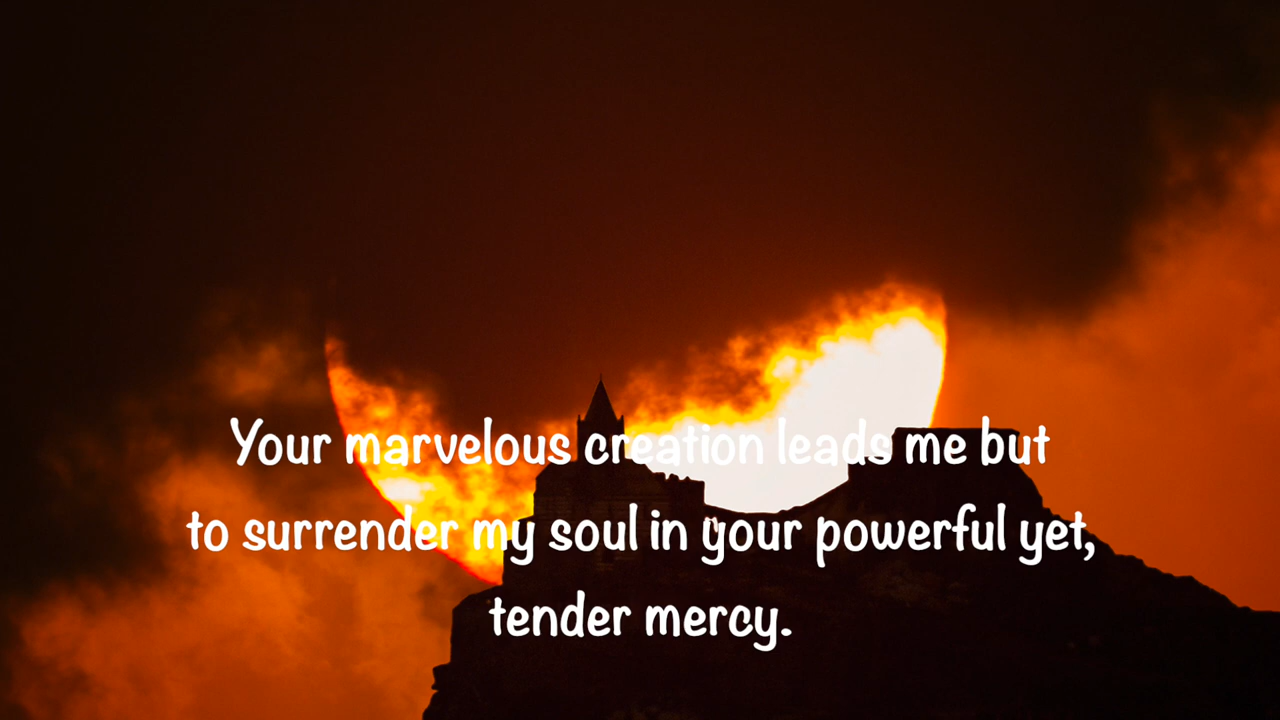 Your marvelous creation leads me but
to surrender my soul in your powerful yet,
tender mercy.